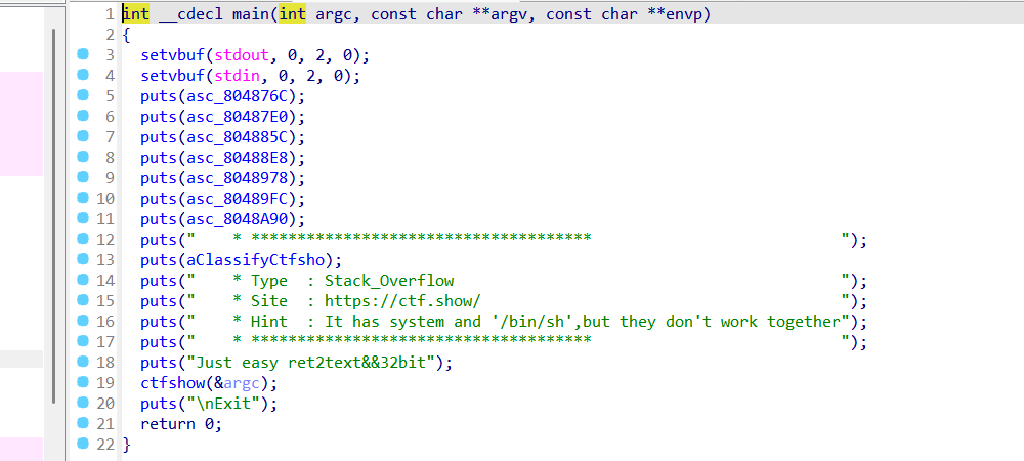 1 int __cdecl main(int argc, const char **argv, const char **envp)
2 {
3 setvbuf(stdout, 0, 2, 0);
4 setvbuf(stdin, 0, 2, 0);
5 puts(asc_804876C);
6 puts(asc_80487E0);
7 puts(asc_804885C);
8 puts(asc_80488E8);
9 puts(asc_8048978);
10 puts(asc_80489FC);
11 puts(asc_8048A90);
12 puts("    * *************************************                           ");
13 puts(aClassifyCtfsho);
14 puts("    * Type  : Stack_Overflow                                          ");
15 puts("    * Site  : https://ctf.show/                                       ");
16 puts("    * Hint  : It has system and '/bin/sh',but they don't work together");
17 puts("    * *************************************                           ");
18 puts("Just easy ret2text&&32bit");
19 ctfshow(&argc);
20 puts("\nExit");
21 return 0;
22 }